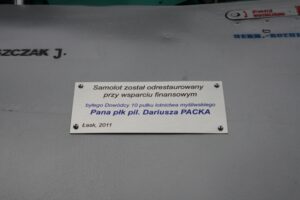 SZCZAK J.
Samolot został odrestaurowany
przy wsparciu finansowym
byłego Dowódcy 10 pułku lotnictwa myśliwskiego
Pana płk pil. Dariusza PACKA
Łask, 2011